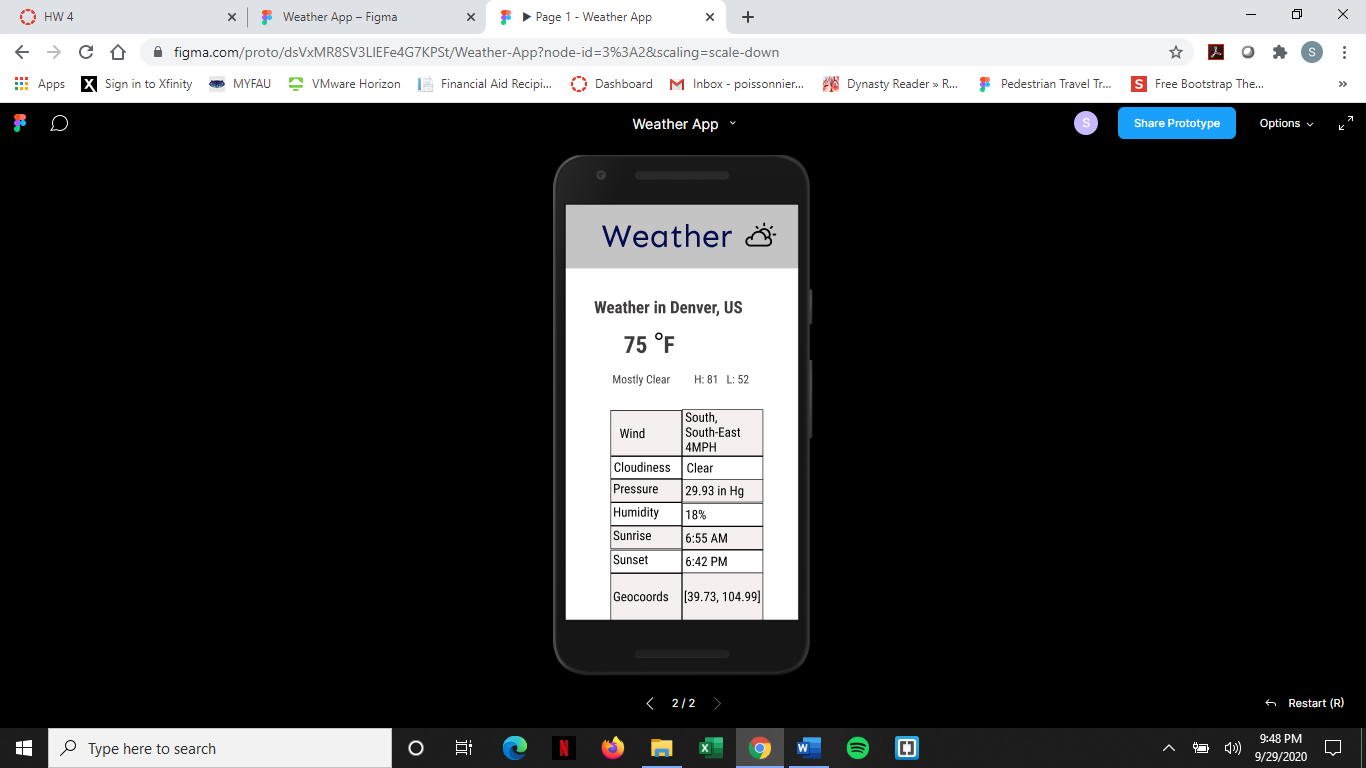 HW 4
Weather App – Figma
▶ Page 1 - Weather App
figma.com/proto/dsVxMR8SV3LlEFe4G7KPSt/Weather-App?node-id=3%3A2&scaling=scale-down
S
Apps
X Sign in to Xfinity
MYFAU
VMware Horizon
Financial Aid Recipi...
Dashboard
Inbox - poissonnier...
Dynasty Reader » R...
Pedestrian Travel Tr...
S Free Bootstrap The...
»
Weather App
S
Share Prototype
Options
Weather
Weather in Denver, US
75 °F
Mostly Clear H: 81 L: 52
Wind
South,
South-East
4MPH
Cloudiness Clear
Pressure 29.93 in Hg
Humidity 18%
Sunrise 6:55 AM
Sunset 6:42 PM
Geocoords [39.73, 104.99]
2 / 2
Restart (R)
Type here to search
N
X
W
9:48 PM
9/29/2020